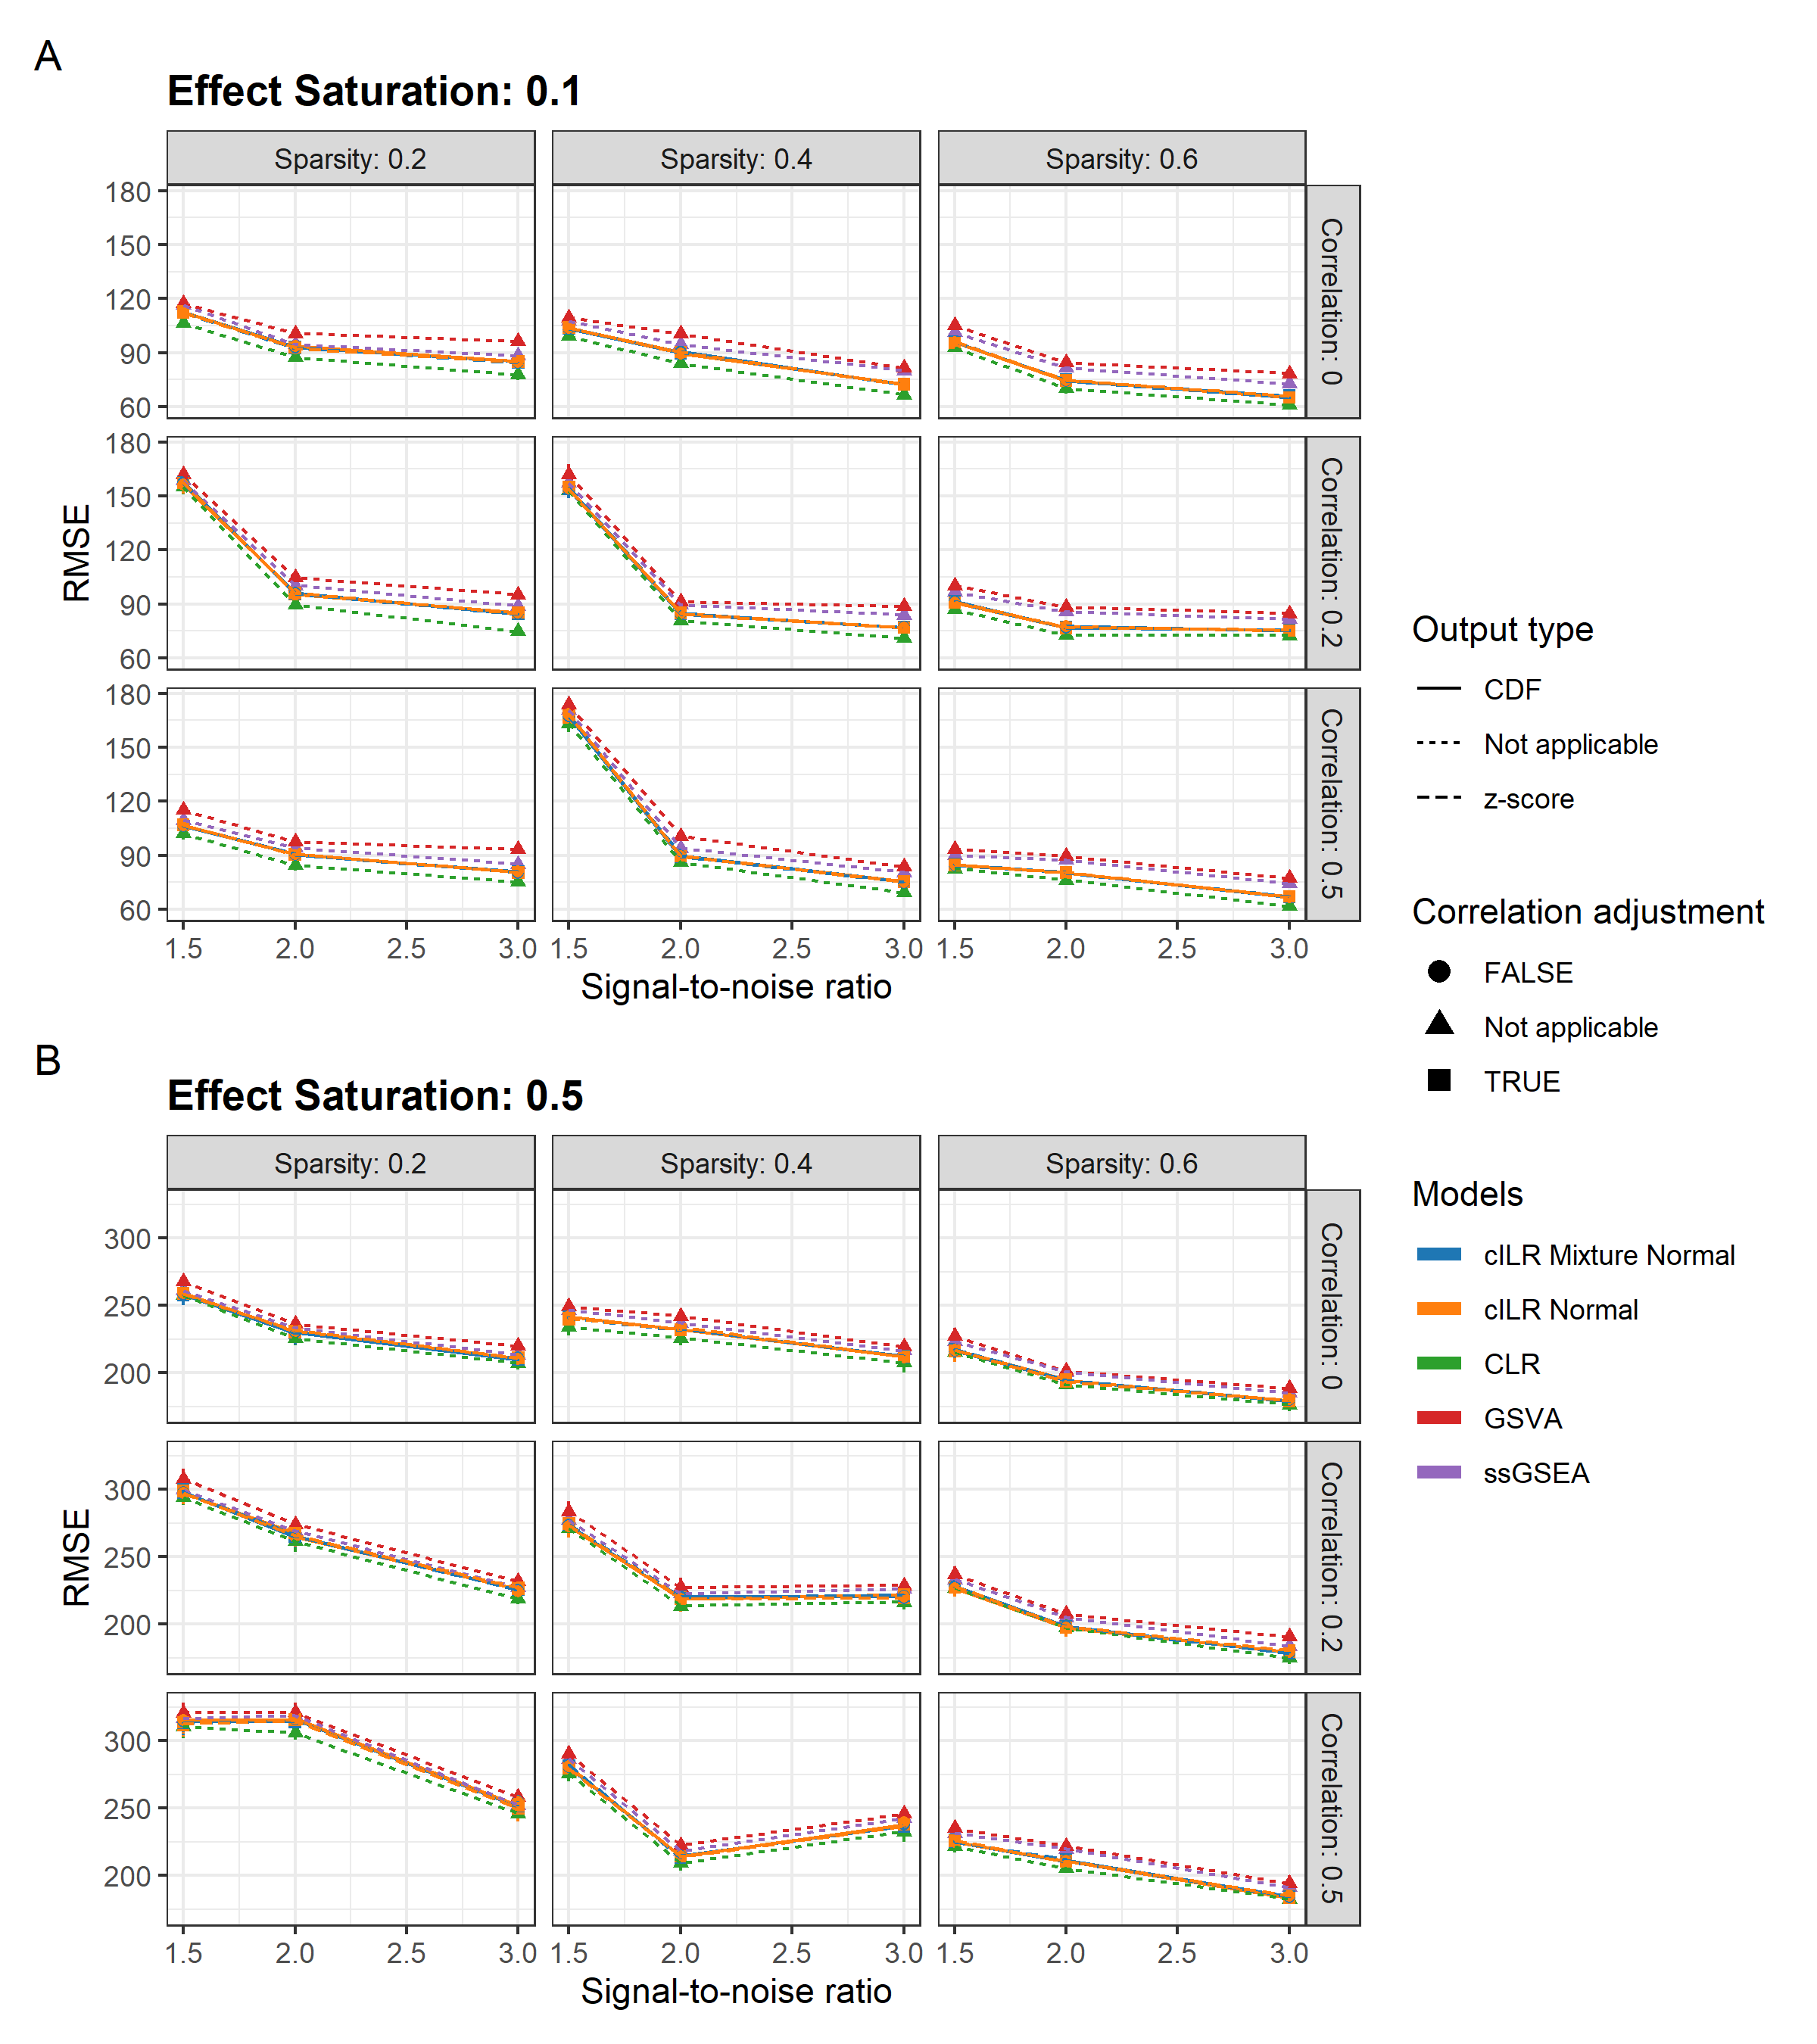 A
Effect Saturation: 0.1
Sparsity: 0.2
Sparsity: 0.4
Sparsity: 0.6
180
150
120
90
60
Correlation: 0
180
150
120
90
60
Correlation: 0.2
180
150
120
90
60
Correlation: 0.5
RMSE
1.5 2.0 2.5 3.0
1.5 2.0 2.5 3.0
1.5 2.0 2.5 3.0
Signal-to-noise ratio
B
Effect Saturation: 0.5
Sparsity: 0.2
Sparsity: 0.4
Sparsity: 0.6
300
250
200
Correlation: 0
300
250
200
Correlation: 0.2
300
250
200
Correlation: 0.5
RMSE
1.5 2.0 2.5 3.0
1.5 2.0 2.5 3.0
1.5 2.0 2.5 3.0
Signal-to-noise ratio
Output type
CDF
Not applicable
z-score
Correlation adjustment
FALSE
Not applicable
TRUE
Models
cILR Mixture Normal
cILR Normal
CLR
GSVA
ssGSEA